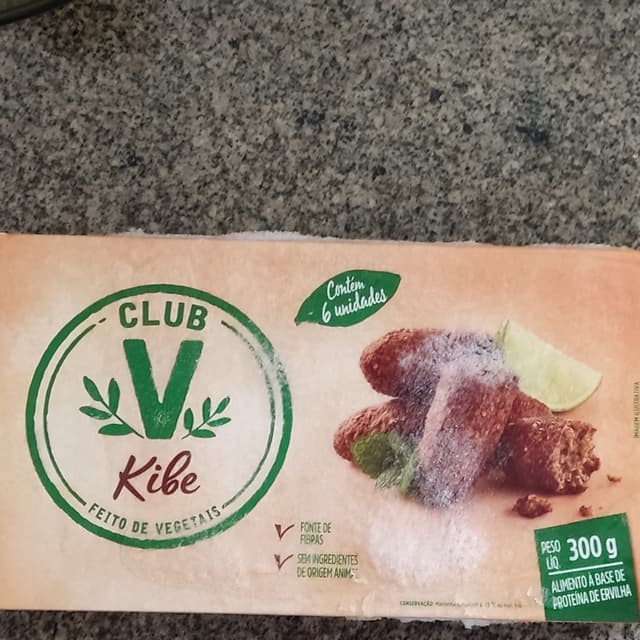 Contém
6 unidades
CLUB
V
Kibe
FEITO DE VEGETAIS
FONTE DE
FIBRAS
SEM INGREDIENTES
DE ORIGEM ANIMAL
PESO
LÍQ.
300 g
ALIMENTO À BASE DE
PROTEÍNA DE ERVILHA
CONSERVAÇÃO: